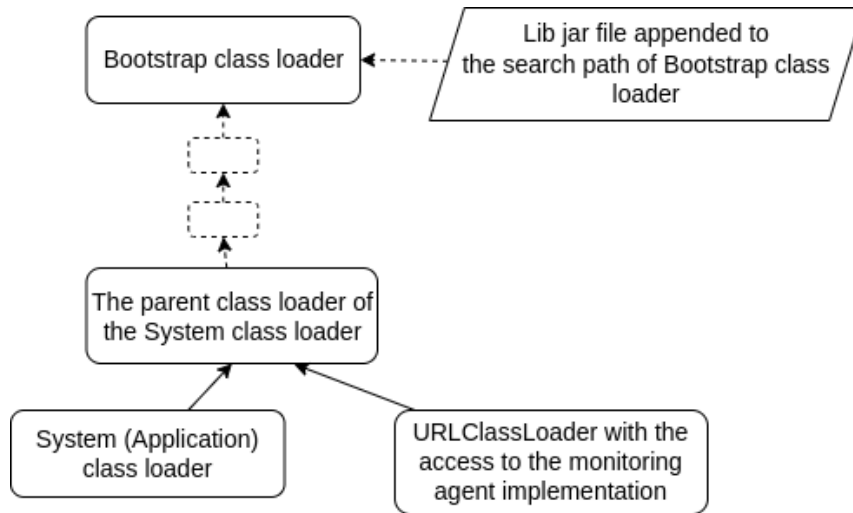 Bootstrap class loader
Lib jar file appended to
the search path of Bootstrap class
loader
The parent class loader of
the System class loader
System (Application)
class loader
URLClassLoader with the
access to the monitoring
agent implementation